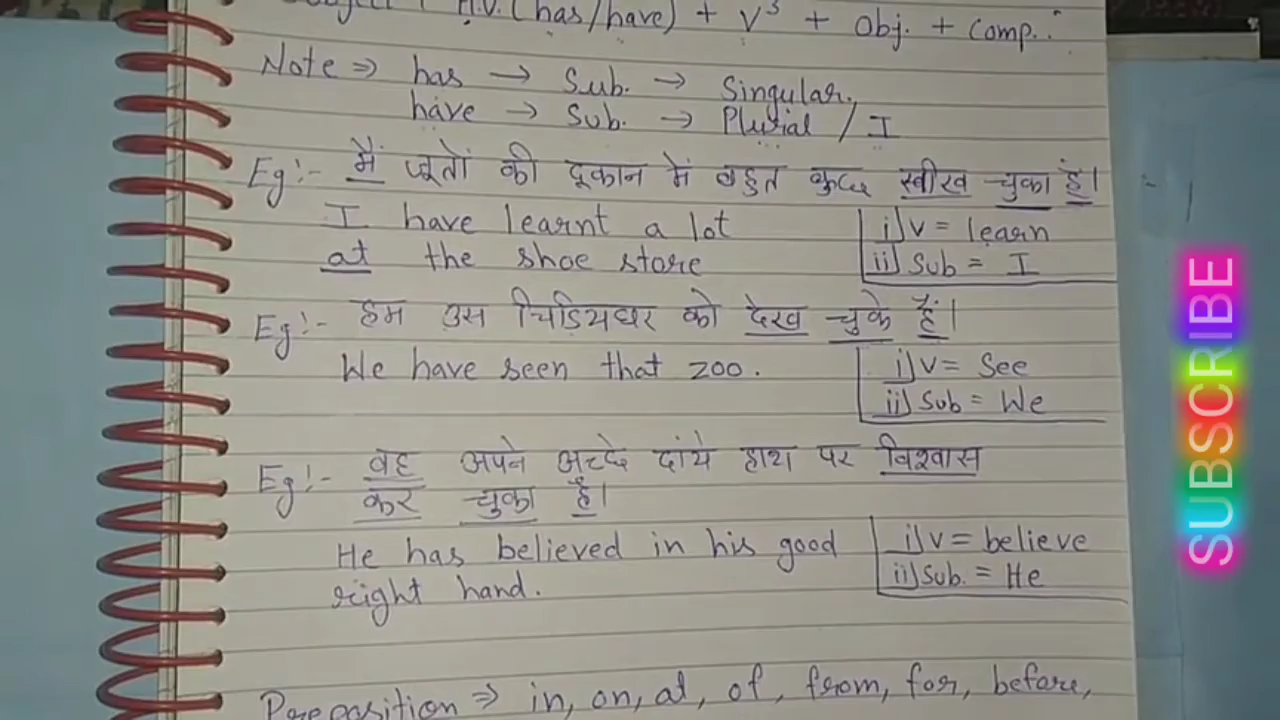 H.V. (has/have) + V³ + Obj. + Comp.
Note ⇒ has → Sub. → Singular,
have → Sub. → Plurial / I
Eg:- मैं जूतों की दूकान में बहुत कुछ सीख चुका हूं।
I have learnt a lot
at the shoe store
i) V = learn
ii) Sub = I
Eg:- हम उस चिडियघर को देख चुके हैं।
We have seen that zoo.
i) V = See
ii) Sub = We
Eg:- वह अपने अच्छे दांये हाथ पर विश्वास
कर चुका है।
He has believed in his good
right hand.
i) V = believe
ii) Sub. = He
Preposition ⇒ in, on, at, of, from, for, before,
SUBSCRIBE